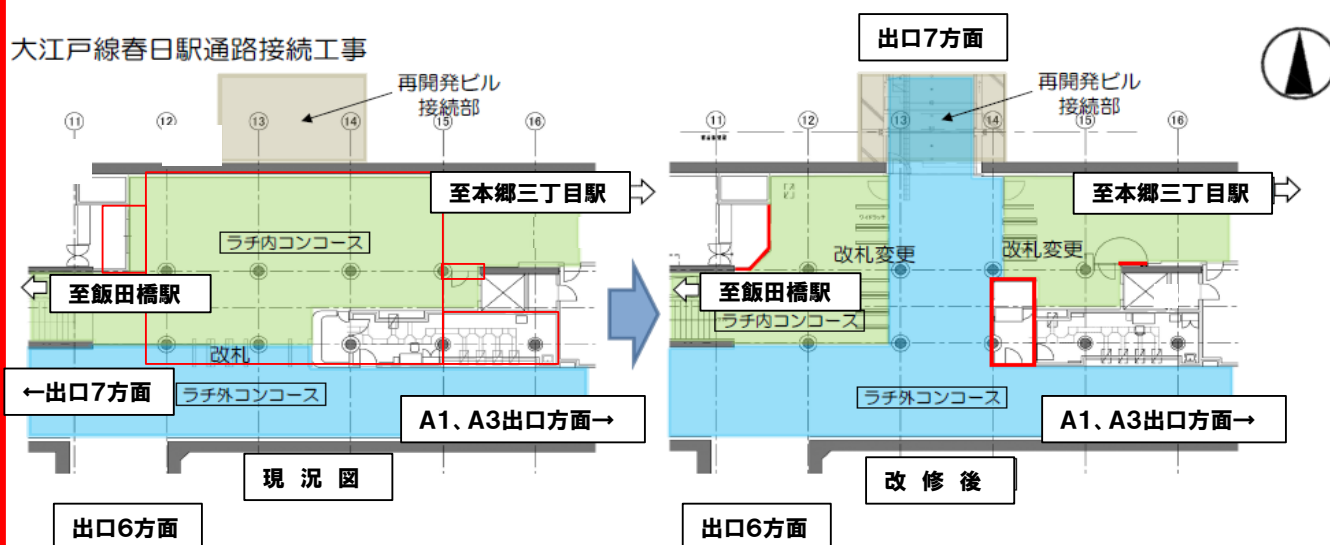 大江戸線春日駅通路接続工事
再開発ビル
接続部
⑪
⑫
⑬
⑭
⑮
⑯
至本郷三丁目駅
ラチ内コンコース
至飯田橋駅
改札
←出口7方面
ラチ外コンコース
A1、A3出口方面→
現 況 図
出口6方面
出口7方面
再開発ビル
接続部
⑪
⑫
⑬
⑭
⑮
⑯
至本郷三丁目駅
ワイドラッチ
改札変更
改札変更
至飯田橋駅
ラチ内コンコース
ラチ外コンコース
A1、A3出口方面→
改 修 後
出口6方面